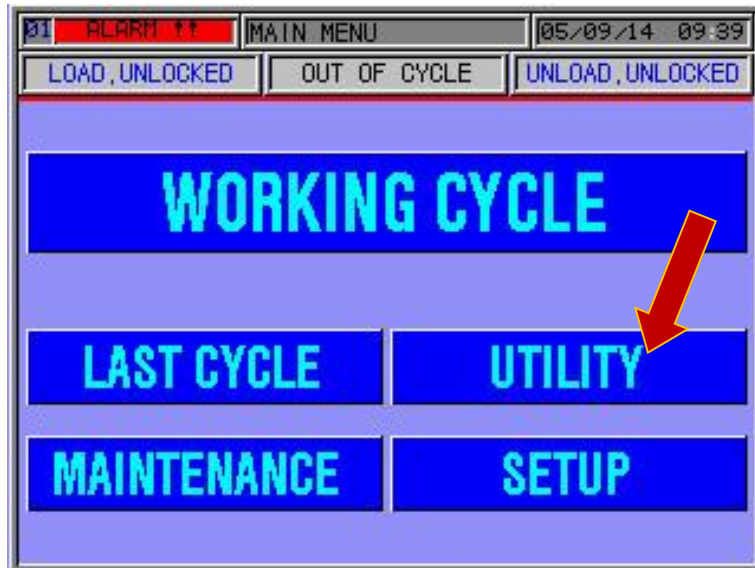 01 ALARM !! MAIN MENU 05/09/14 09:39
LOAD,UNLOCKED OUT OF CYCLE UNLOAD,UNLOCKED
WORKING CYCLE
LAST CYCLE UTILITY
MAINTENANCE SETUP